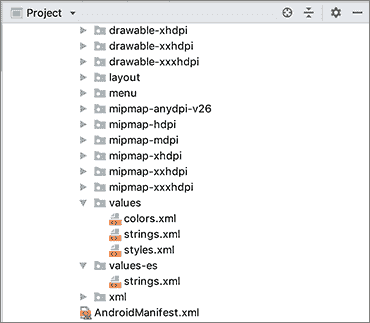 Project
drawable-xhdpi
drawable-xxhdpi
drawable-xxxhdpi
layout
menu
mipmap-anydpi-v26
mipmap-hdpi
mipmap-mdpi
mipmap-xhdpi
mipmap-xxhdpi
mipmap-xxxhdpi
values
colors.xml
strings.xml
styles.xml
values-es
strings.xml
xml
AndroidManifest.xml